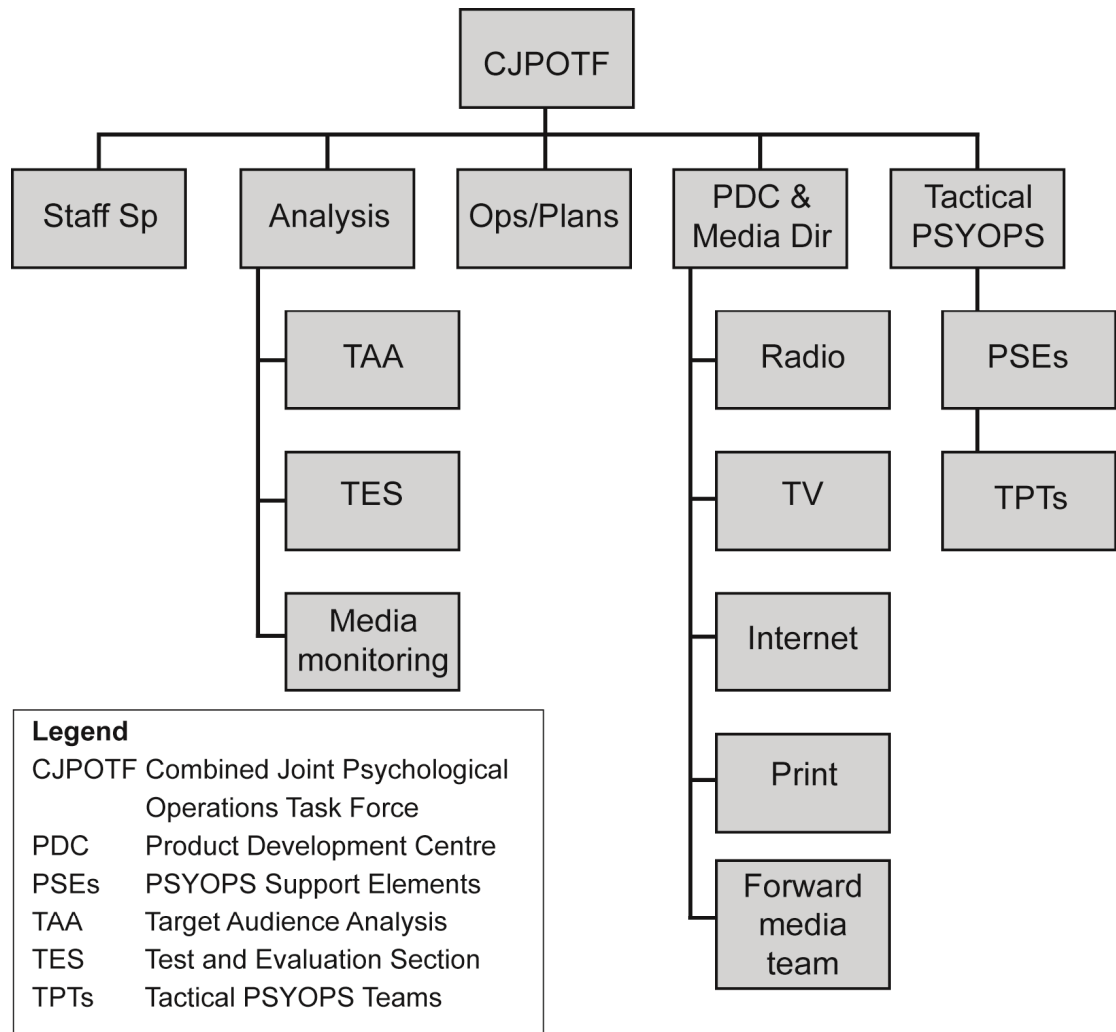 CJPOTF
Staff Sp
Analysis
Ops/Plans
PDC &
Media Dir
Tactical
PSYOPS
TAA
TES
Media
monitoring
Radio
TV
Internet
Print
Forward
media
team
PSEs
TPTs
Legend
CJPOTF Combined Joint Psychological
Operations Task Force
PDC Product Development Centre
PSEs PSYOPS Support Elements
TAA Target Audience Analysis
TES Test and Evaluation Section
TPTs Tactical PSYOPS Teams